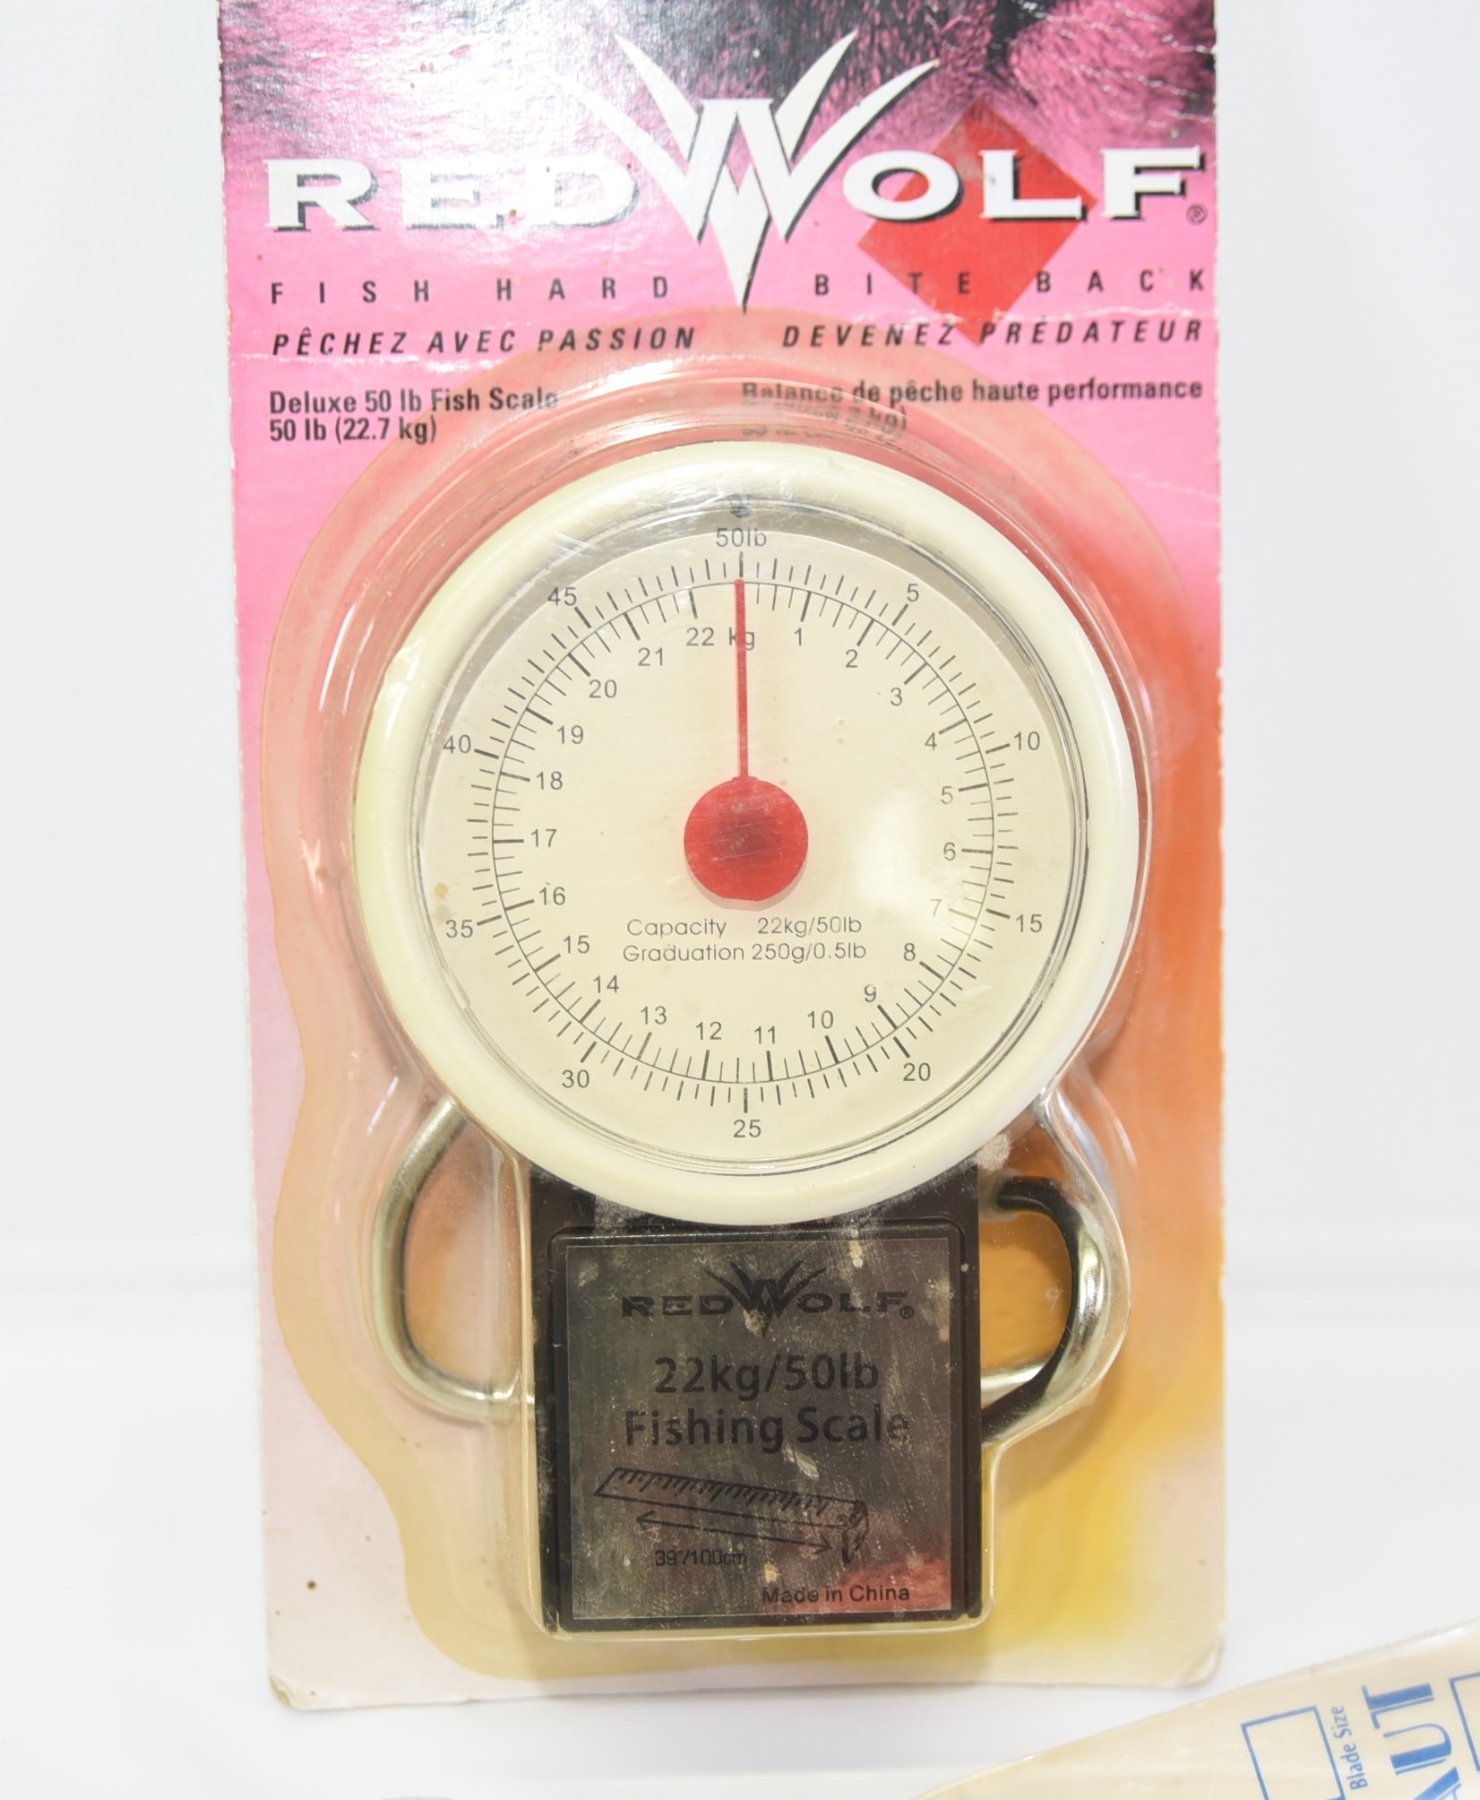 REDWOLF®
FISH HARD BITE BACK
PÊCHEZ AVEC PASSION DEVENEZ PRÉDATEUR
Deluxe 50 lb Fish Scale
50 lb (22.7 kg)
Balance de pêche haute performance
50lb
5
10
15
20
25
30
35
40
45
kg
1
2
3
4
5
6
7
8
9
10
11
12
13
14
15
16
17
18
19
20
21
22
Capacity 22kg/50lb
Graduation 250g/0.5lb
REDWOLF®
22kg/50lb
Fishing Scale
39"/100cm
Made in China
Blade Size